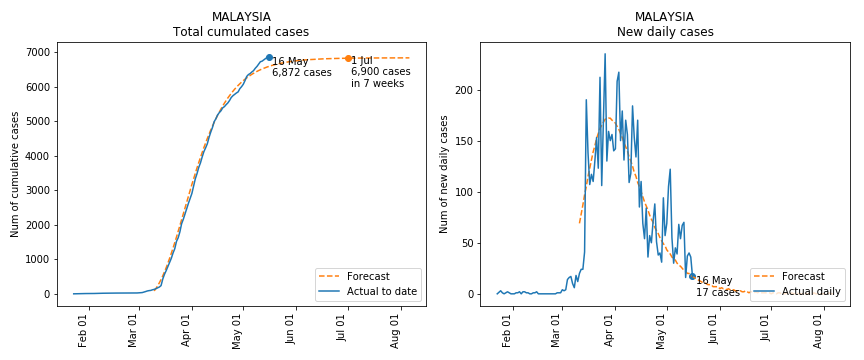 MALAYSIA
Total cumulated cases
Num of cumulative cases
7000
6000
5000
4000
3000
2000
1000
0
16 May
6,872 cases
1 Jul
6,900 cases
in 7 weeks
Forecast
Actual to date
Feb 01
Mar 01
Apr 01
May 01
Jun 01
Jul 01
Aug 01
MALAYSIA
New daily cases
Num of new daily cases
200
150
100
50
0
16 May
17 cases
Forecast
Actual daily
Feb 01
Mar 01
Apr 01
May 01
Jun 01
Jul 01
Aug 01